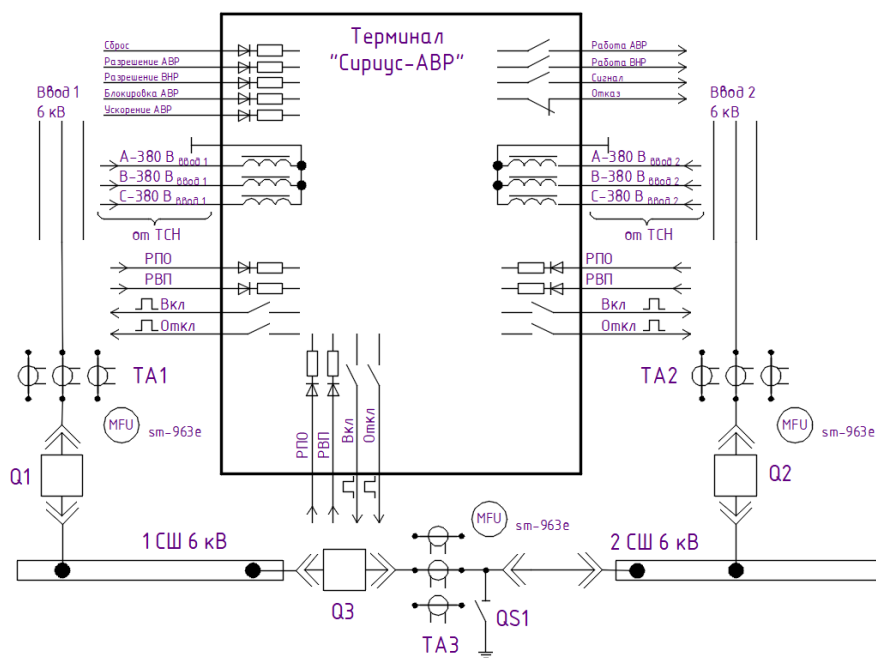 Терминал
"Сириус-АВР"
Сброс
Разрешение АВР
Разрешение ВНР
Блокировка АВР
Ускорение АВР
Работа АВР
Работа ВНР
Сигнал
Отказ
Ввод 1
6 кВ
Ввод 2
6 кВ
А-380 В ввод 1
В-380 В ввод 1
С-380 В ввод 1
от ТСН
А-380 В ввод 2
В-380 В ввод 2
С-380 В ввод 2
от ТСН
РПО
РВП
Вкл
Откл
РПО
РВП
Вкл
Откл
ТА1
MFU
sm-963e
Q1
РПО
РВП
Вкл
Откл
ТА2
MFU
sm-963e
Q2
1 СШ 6 кВ
MFU
sm-963e
2 СШ 6 кВ
Q3
ТА3
QS1